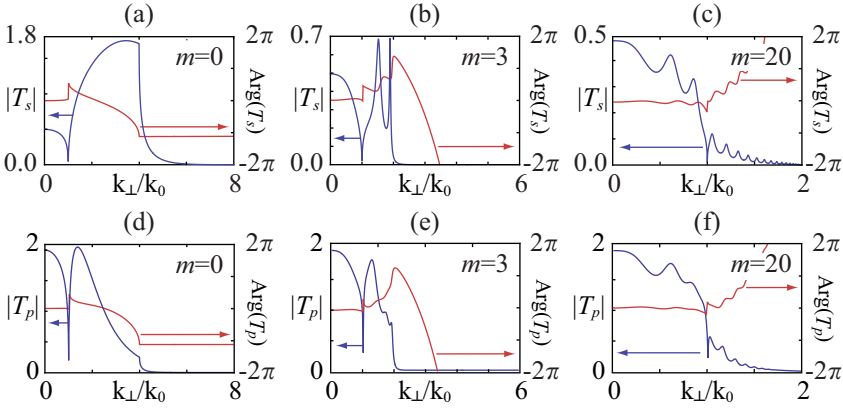 (a) (b) (c)
1.8 2π 0.7 2π 0.5 2π
m=0 m=3 m=20
|Tₛ| Arg(Tₛ) |Tₛ| Arg(Tₛ) |Tₛ| Arg(Tₛ)
0.0 -2π 0.0 -2π 0.0 -2π
0 8 0 6 0 2
k⊥/k₀ k⊥/k₀ k⊥/k₀
(d) (e) (f)
2 2π 2 2π 2 2π
m=0 m=3 m=20
|Tₚ| Arg(Tₚ) |Tₚ| Arg(Tₚ) |Tₚ| Arg(Tₚ)
0 -2π 0 -2π 0 -2π
0 8 0 6 0 2
k⊥/k₀ k⊥/k₀ k⊥/k₀